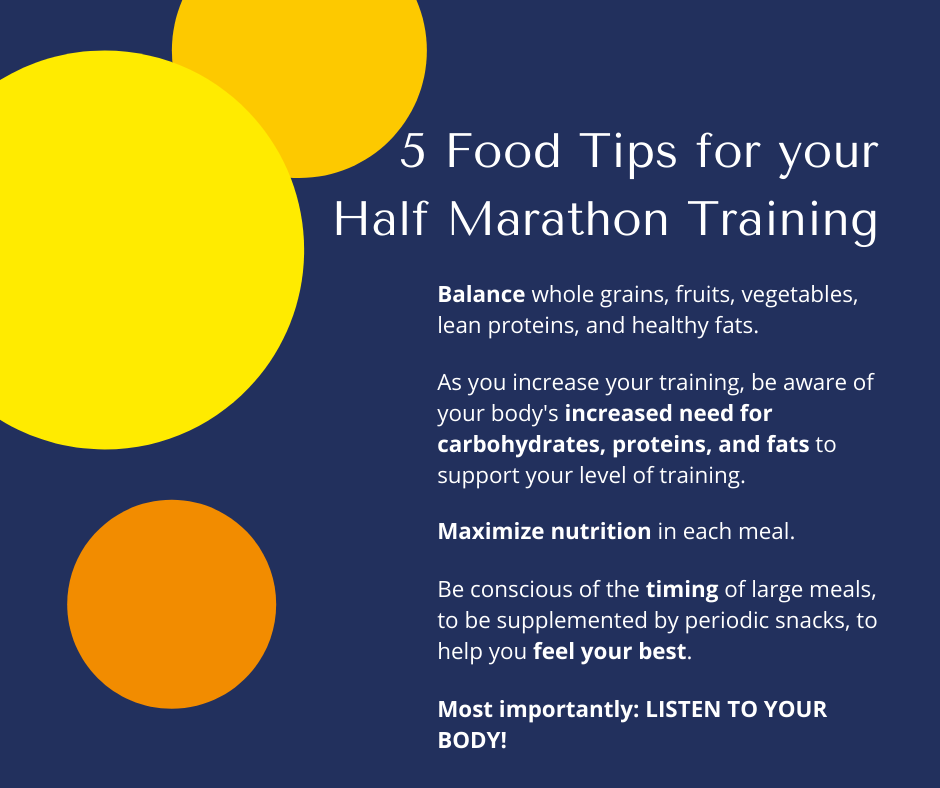 5 Food Tips for your
Half Marathon Training
Balance whole grains, fruits, vegetables,
lean proteins, and healthy fats.
As you increase your training, be aware of
your body's increased need for
carbohydrates, proteins, and fats to
support your level of training.
Maximize nutrition in each meal.
Be conscious of the timing of large meals,
to be supplemented by periodic snacks, to
help you feel your best.
Most importantly: LISTEN TO YOUR
BODY!